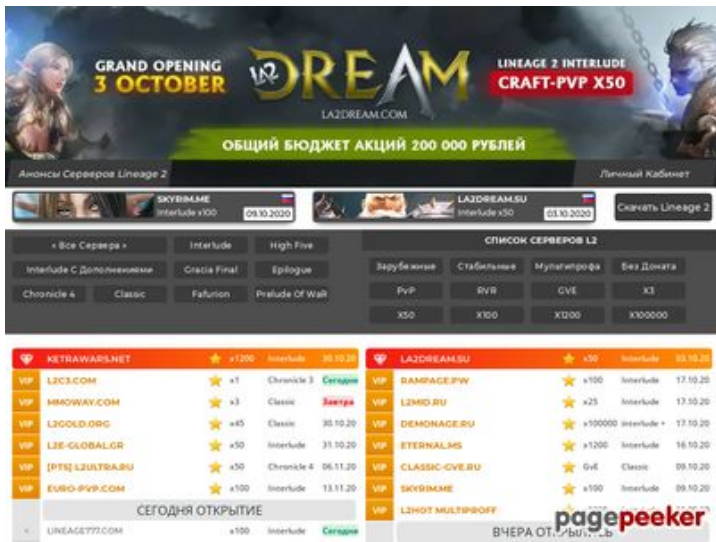 GRAND OPENING
3 OCTOBER
LA2 DREAM
LA2DREAM.COM
LINEAGE 2 INTERLUDE
CRAFT-PVP X50
ОБЩИЙ БЮДЖЕТ АКЦИЙ 200 000 РУБЛЕЙ
Анонсы Серверов Lineage 2
Личный Кабинет
SKYRIM.ME
Interlude x100
09.10.2020
LA2DREAM.SU
Interlude x50
03.10.2020
Скачать Lineage 2
« Все Сервера »
Interlude
High Five
Interlude С Дополнениями
Gracia Final
Epilogue
Chronicle 4
Classic
Fafurion
Prelude Of WaR
СПИСОК СЕРВЕРОВ L2
Зарубежные
Стабильные
Мультипрофа
Без Доната
PvP
RVR
GVE
X3
X50
X100
X1200
X100000
KETRAWARS.NET x1200 Interlude 30.10.20
VIP L2C3.COM x1 Chronicle 3 Сегодня
VIP MMOWAY.COM x3 Classic Завтра
VIP L2GOLD.ORG x45 Classic 30.10.20
VIP L2E-GLOBAL.GR x50 Interlude 31.10.20
VIP [PTS] L2ULTRA.RU x50 Chronicle 4 06.11.20
VIP EURO-PVP.COM x100 Interlude 13.11.20
СЕГОДНЯ ОТКРЫТИЕ
LINEAGE777.COM x100 Interlude Сегодня
LA2DREAM.SU x50 Interlude 03.10.20
VIP RAMPAGE.PW x100 Interlude 17.10.20
VIP L2MID.RU x25 Interlude 17.10.20
VIP DEMONAGE.RU x100000 Interlude + 17.10.20
VIP ETERNAL.MS x1200 Interlude 16.10.20
VIP CLASSIC-GVE.RU GvE Classic 09.10.20
VIP SKYRIM.ME x100 Interlude 09.10.20
VIP L2HOT MULTIPROFF
ВЧЕРА ОТКРЫЛИСЬ
pagepeeker